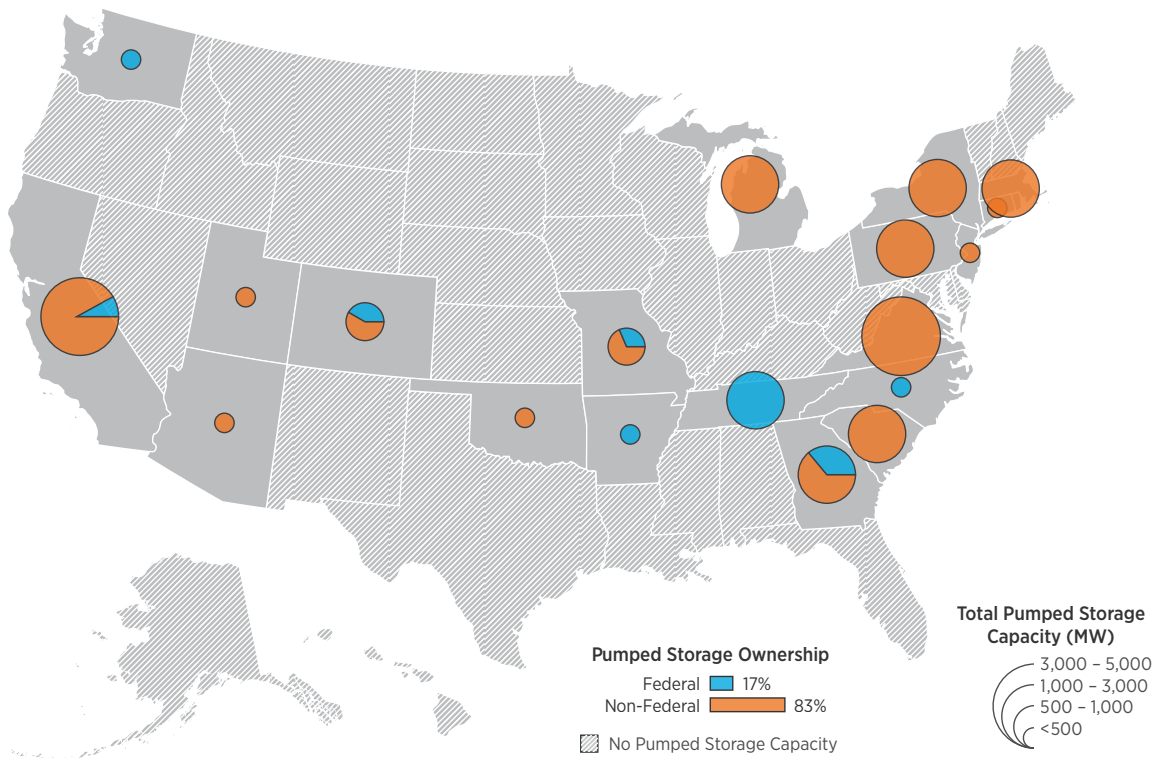 Pumped Storage Ownership
Federal 17%
Non-Federal 83%
No Pumped Storage Capacity
Total Pumped Storage
Capacity (MW)
3,000 – 5,000
1,000 – 3,000
500 – 1,000
<500